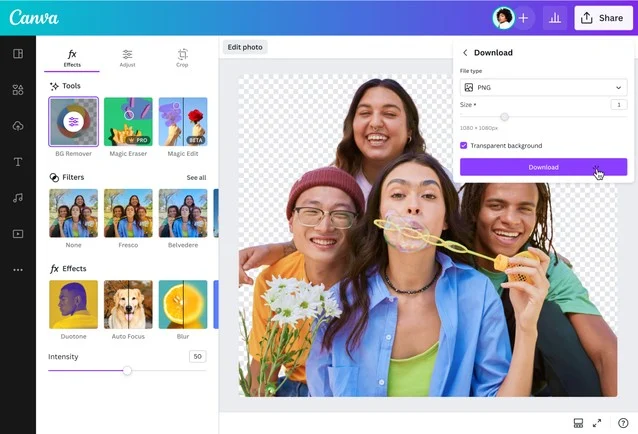 Canva
Share
fx
Effects
Adjust
Crop
Tools
BG Remover
PRO
Magic Eraser
BETA
Magic Edit
Filters
See all
None
Fresco
Belvedere
fx Effects
Duotone
Auto Focus
Blur
Intensity
50
Edit photo
Download
File type
PNG
Size
1
1080 × 1080px
Transparent background
Download